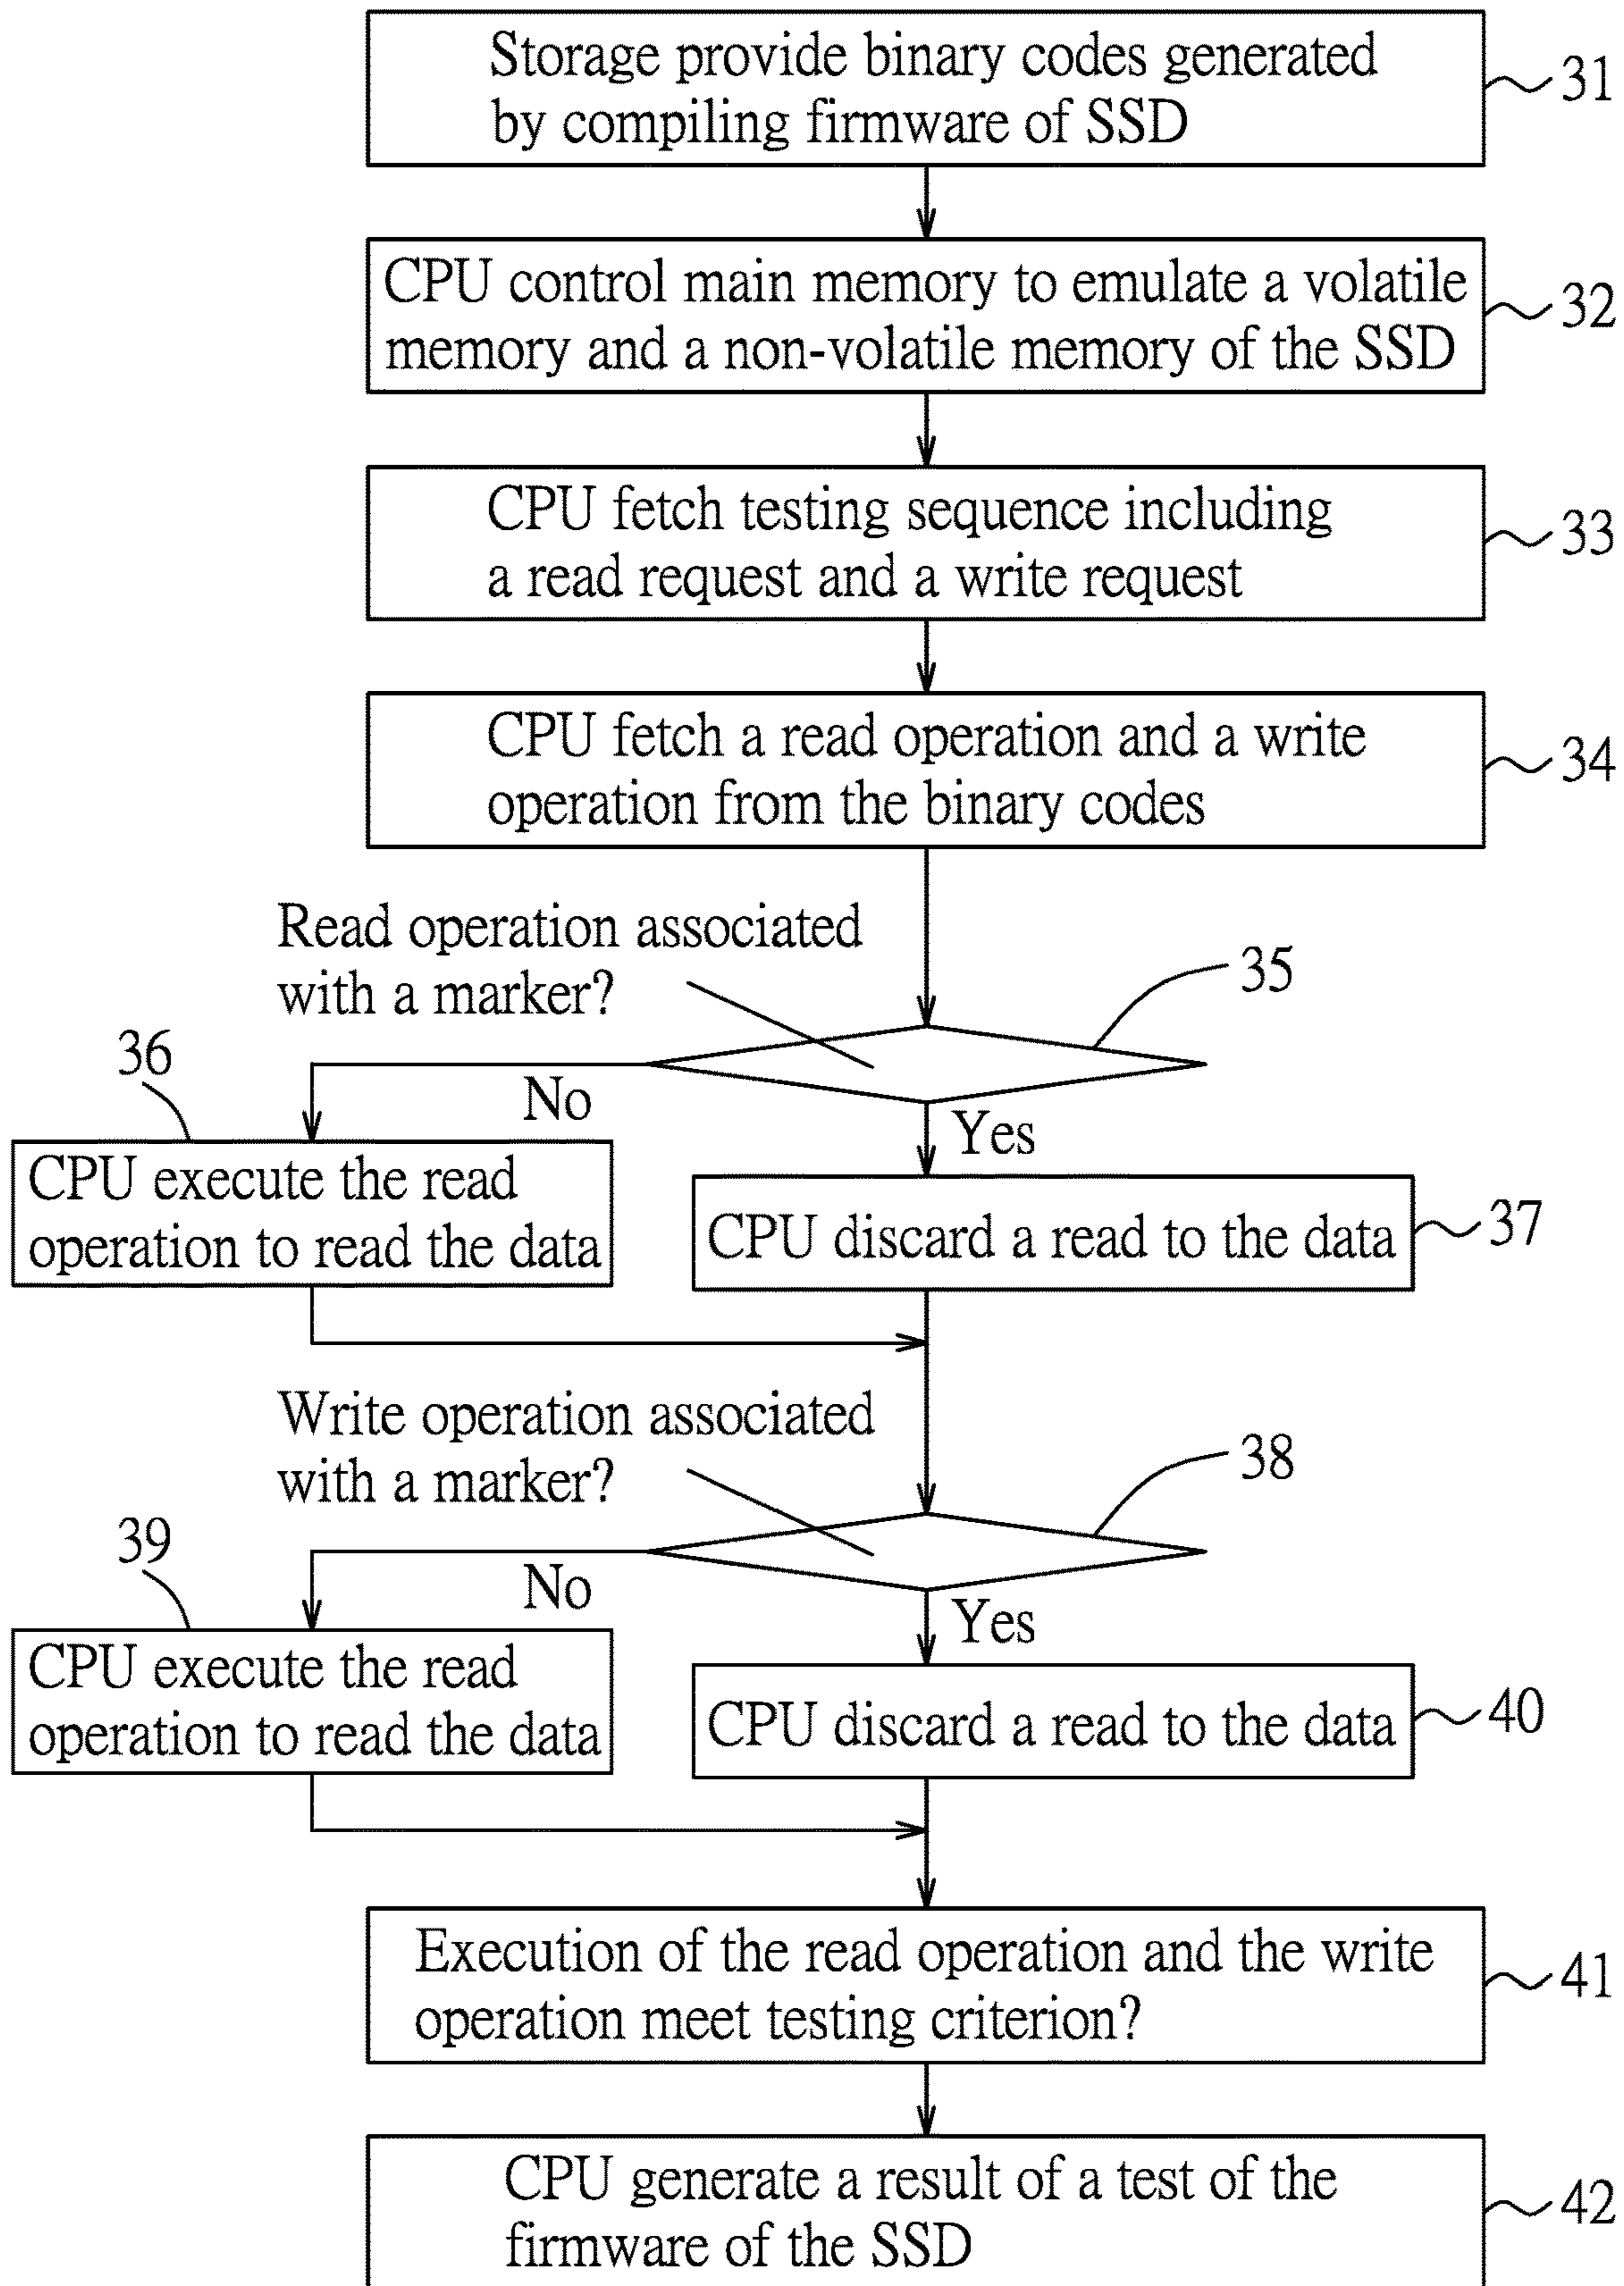 Storage provide binary codes generated
by compiling firmware of SSD
31
CPU control main memory to emulate a volatile
memory and a non-volatile memory of the SSD
32
CPU fetch testing sequence including
a read request and a write request
33
CPU fetch a read operation and a write
operation from the binary codes
34
Read operation associated
with a marker?
35
36
No
Yes
CPU execute the read
operation to read the data
CPU discard a read to the data
37
Write operation associated
with a marker?
38
39
No
Yes
CPU execute the read
operation to read the data
CPU discard a read to the data
40
Execution of the read operation and the write
operation meet testing criterion?
41
CPU generate a result of a test of the
firmware of the SSD
42